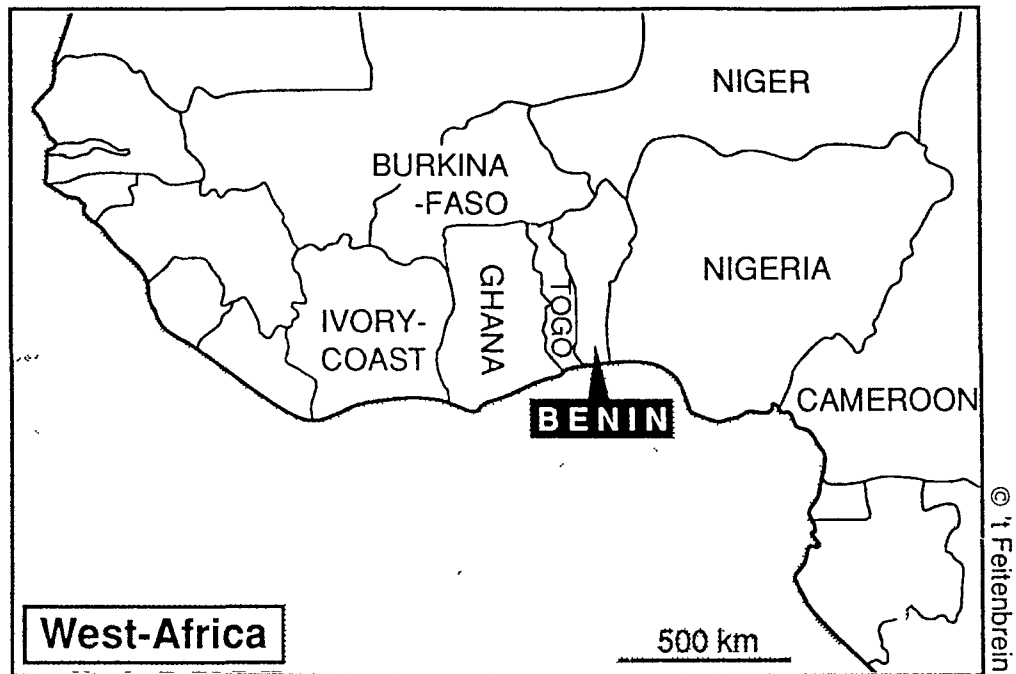 NIGER
BURKINA
-FASO
NIGERIA
GHANA
TOGO
IVORY-
COAST
CAMEROON
BENIN
© 't Feitenbrein
West-Africa
500 km